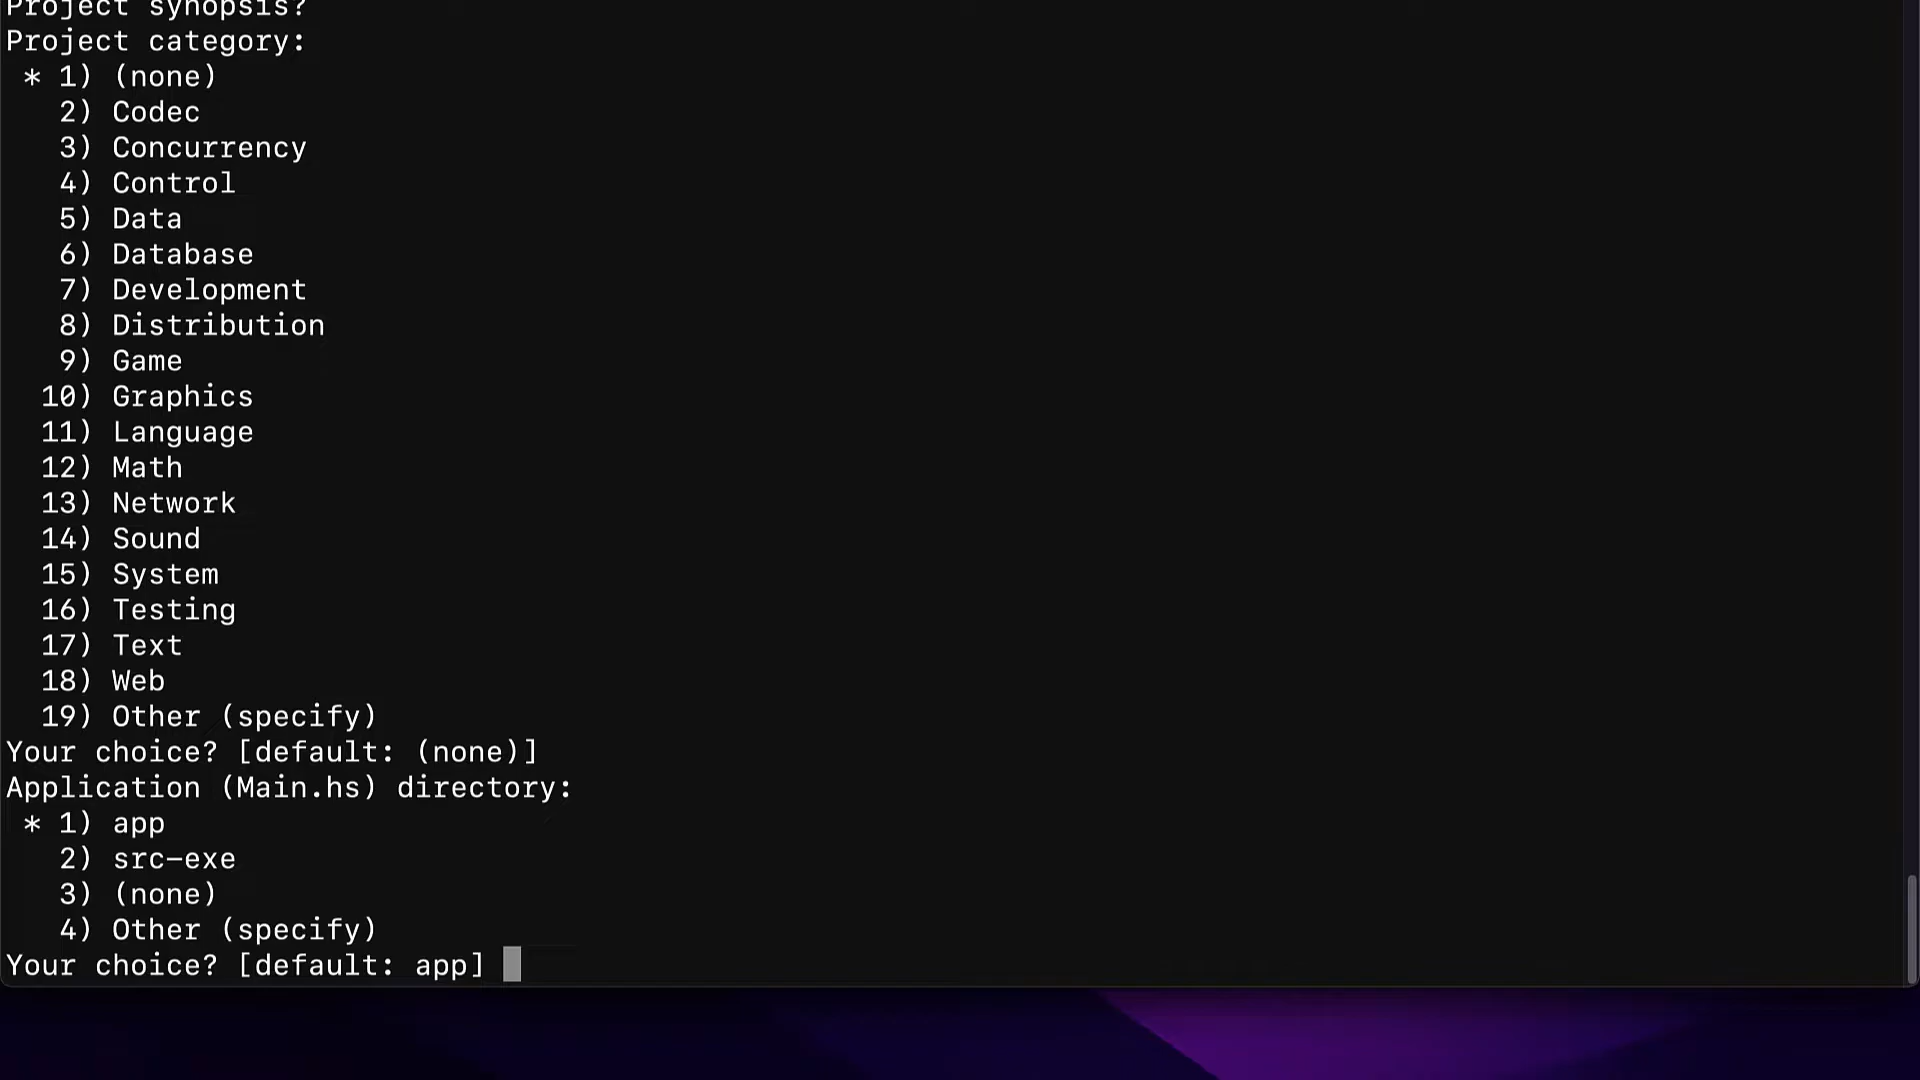 Project synopsis?
Project category:
* 1) (none)
2) Codec
3) Concurrency
4) Control
5) Data
6) Database
7) Development
8) Distribution
9) Game
10) Graphics
11) Language
12) Math
13) Network
14) Sound
15) System
16) Testing
17) Text
18) Web
19) Other (specify)
Your choice? [default: (none)]
Application (Main.hs) directory:
* 1) app
2) src-exe
3) (none)
4) Other (specify)
Your choice? [default: app]